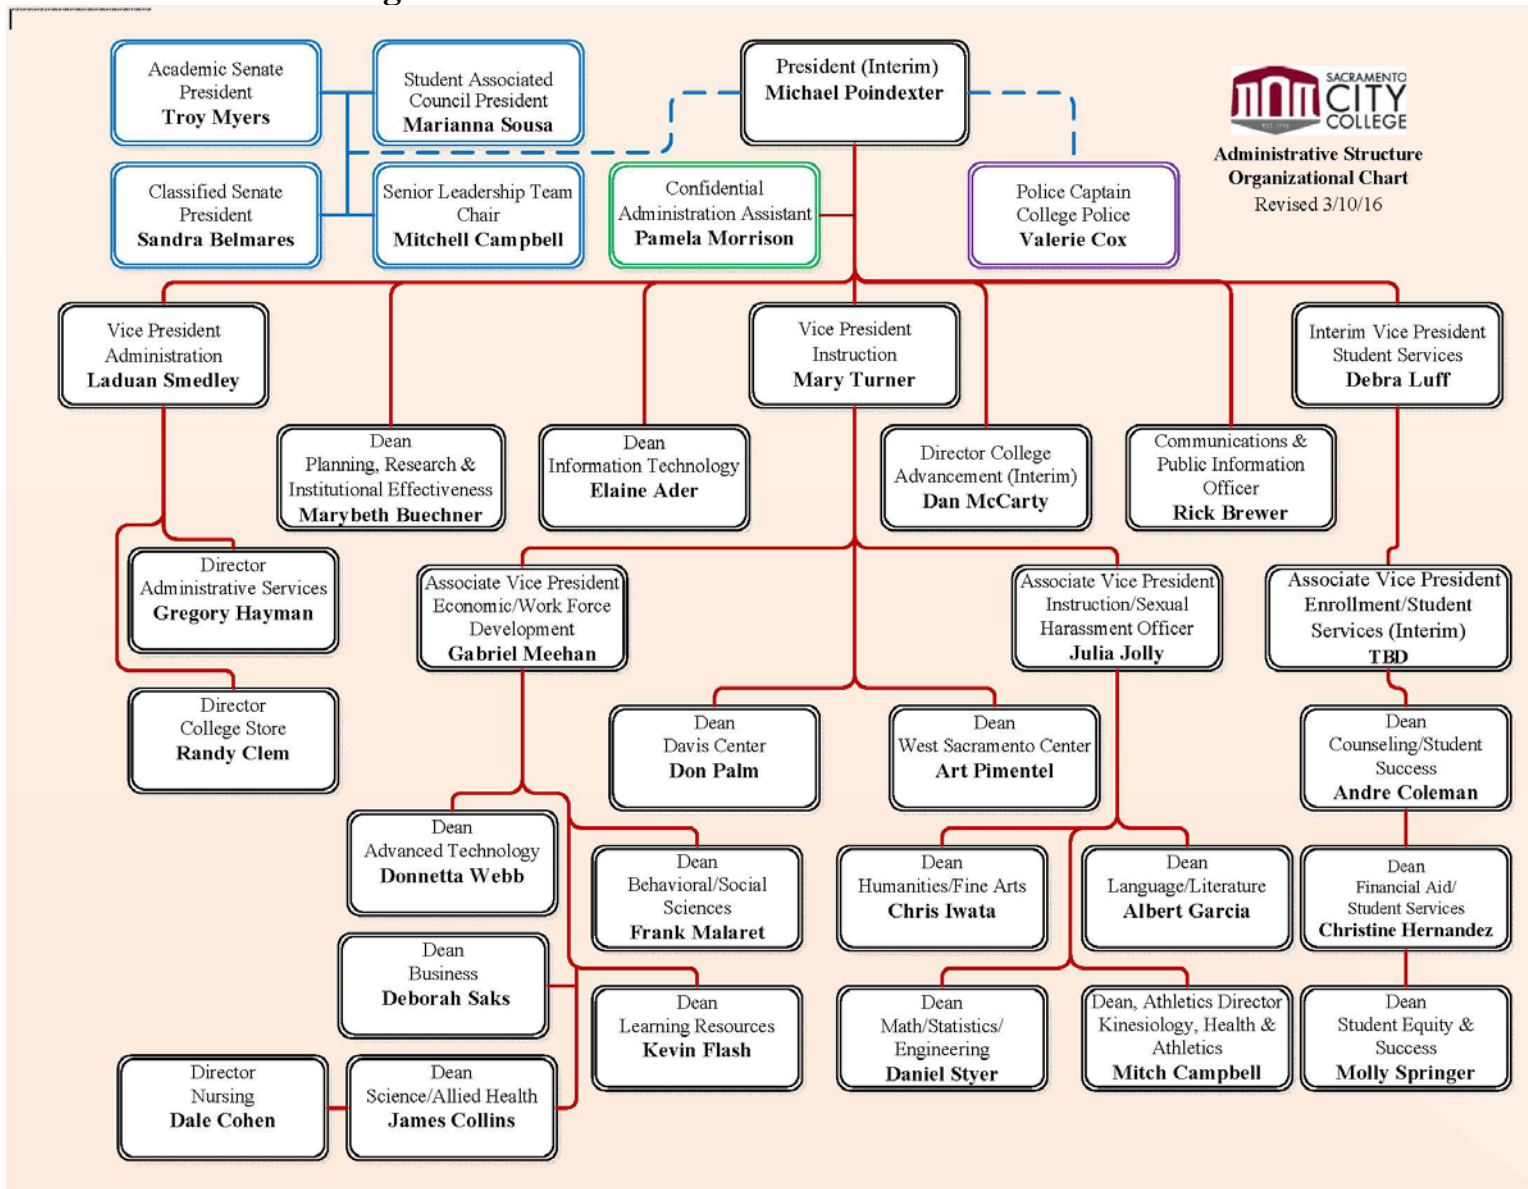 Academic Senate
President
Troy Myers
Student Associated
Council President
Marianna Sousa
President (Interim)
Michael Poindexter
SACRAMENTO
CITY
COLLEGE
Administrative Structure
Organizational Chart
Revised 3/10/16
Classified Senate
President
Sandra Belmares
Senior Leadership Team
Chair
Mitchell Campbell
Confidential
Administration Assistant
Pamela Morrison
Police Captain
College Police
Valerie Cox
Vice President
Administration
Laduan Smedley
Vice President
Instruction
Mary Turner
Interim Vice President
Student Services
Debra Luff
Dean
Planning, Research &
Institutional Effectiveness
Marybeth Buechner
Dean
Information Technology
Elaine Ader
Director College
Advancement (Interim)
Dan McCarty
Communications &
Public Information
Officer
Rick Brewer
Director
Administrative Services
Gregory Hayman
Associate Vice President
Economic/Work Force
Development
Gabriel Meehan
Associate Vice President
Instruction/Sexual
Harassment Officer
Julia Jolly
Associate Vice President
Enrollment/Student
Services (Interim)
TBD
Director
College Store
Randy Clem
Dean
Davis Center
Don Palm
Dean
West Sacramento Center
Art Pimentel
Dean
Counseling/Student
Success
Andre Coleman
Dean
Advanced Technology
Donnetta Webb
Dean
Behavioral/Social
Sciences
Frank Malaret
Dean
Humanities/Fine Arts
Chris Iwata
Dean
Language/Literature
Albert Garcia
Dean
Financial Aid/
Student Services
Christine Hernandez
Dean
Business
Deborah Saks
Dean
Learning Resources
Kevin Flash
Dean
Math/Statistics/
Engineering
Daniel Styer
Dean, Athletics Director
Kinesiology, Health &
Athletics
Mitch Campbell
Dean
Student Equity &
Success
Molly Springer
Director
Nursing
Dale Cohen
Dean
Science/Allied Health
James Collins